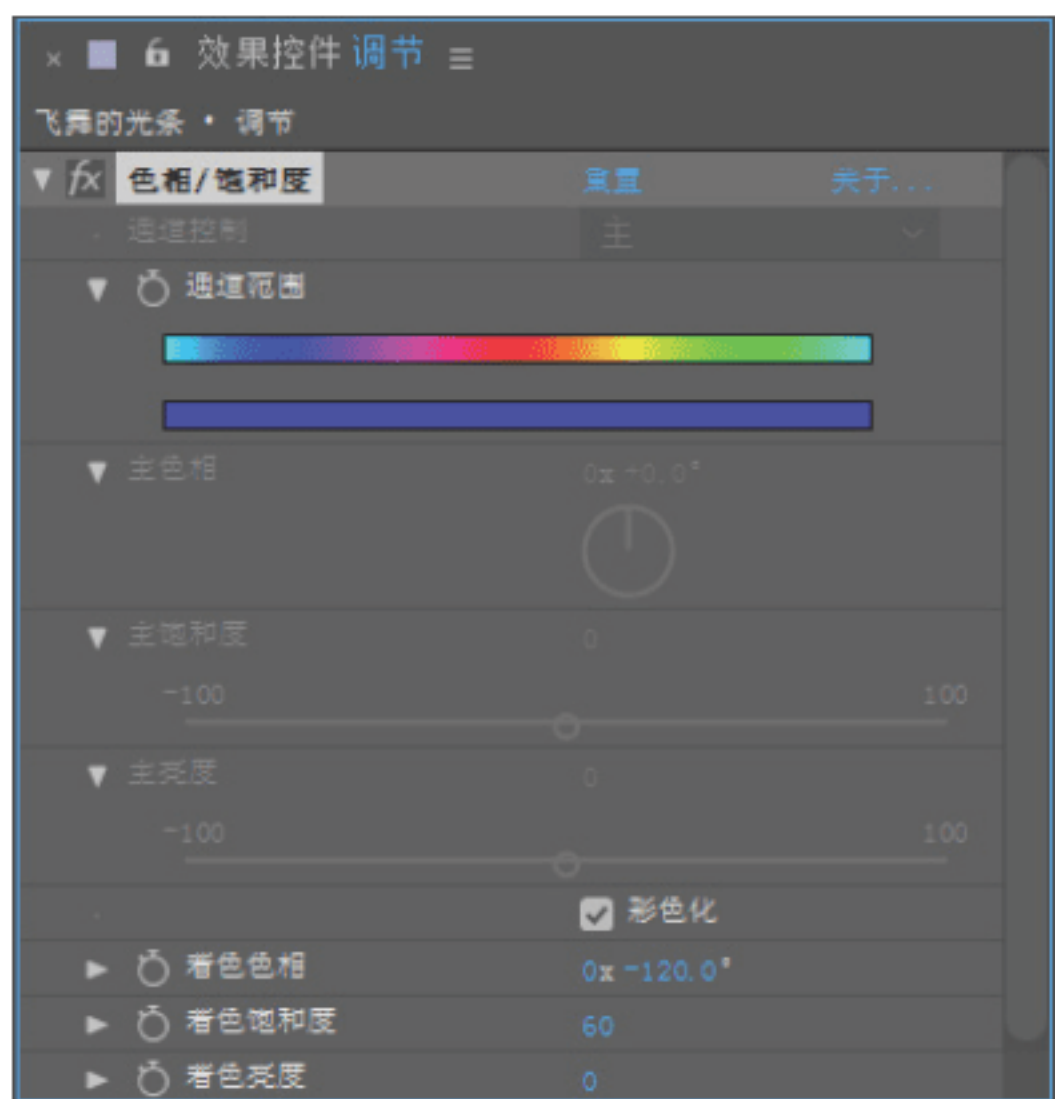 × 效果控件 调节 ≡
飞舞的光条 • 调节
fx 色相/饱和度 重置 关于...
通道控制 主
通道范围
主色相 0x +0.0°
主饱和度 0
-100 100
主亮度 0
-100 100
彩色化
着色色相 0x -120.0°
着色饱和度 60
着色亮度 0